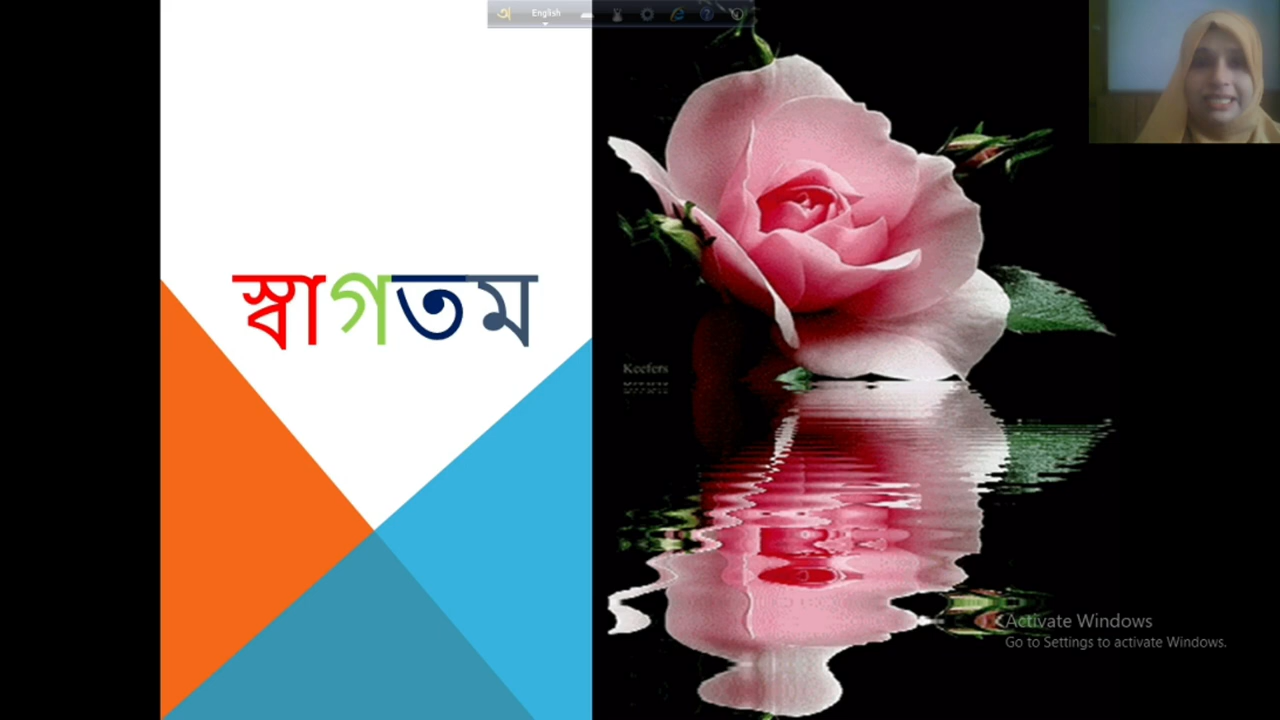 অ English
স্বাগতম
Keefers
Activate Windows
Go to Settings to activate Windows.